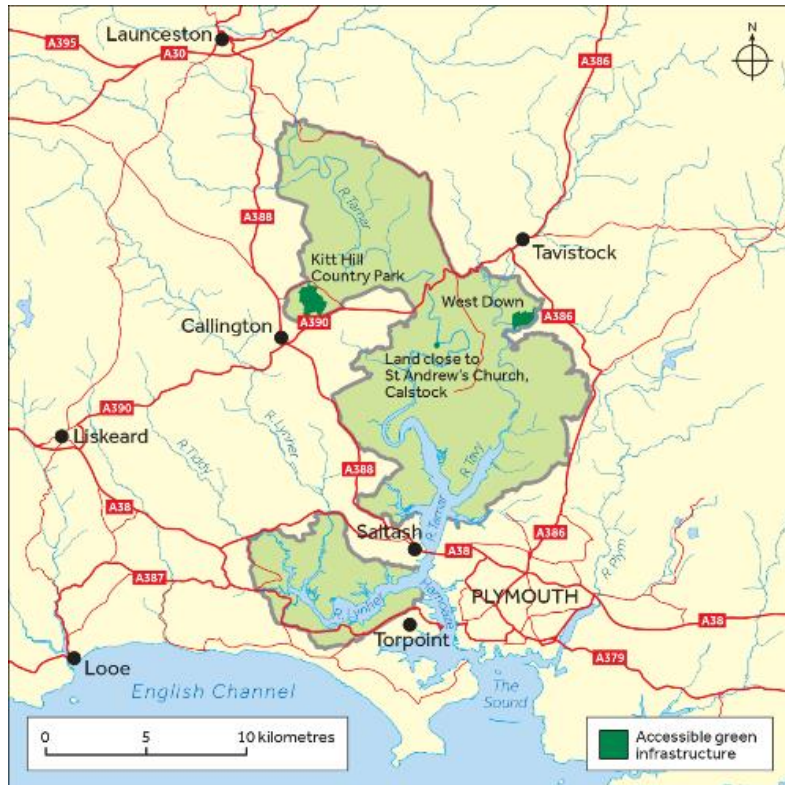 Launceston
A395
A30
A386
N
R. Tamar
A388
Tavistock
Kitt Hill
Country Park
West Down
A390
A386
Callington
Land close to
St Andrew's Church,
Calstock
A390
Liskeard
R. Tiddy
R. Lynher
A388
R. Tavy
A38
R. Tamar
Saltash
A38
A386
R. Plym
A387
PLYMOUTH
R. Lynher
Hamoaze
A38
Torpoint
A379
Looe
English Channel
The
Sound
0 5 10 kilometres
Accessible green
infrastructure